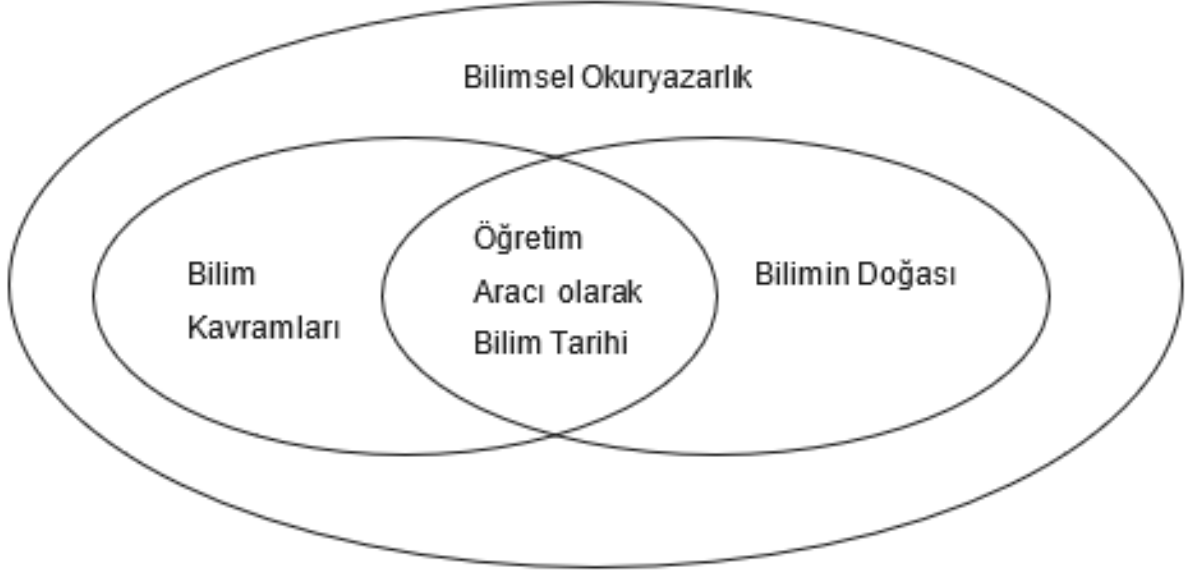 Bilimsel Okuryazarlık
Bilim
Kavramları
Öğretim
Aracı olarak
Bilim Tarihi
Bilimin Doğası